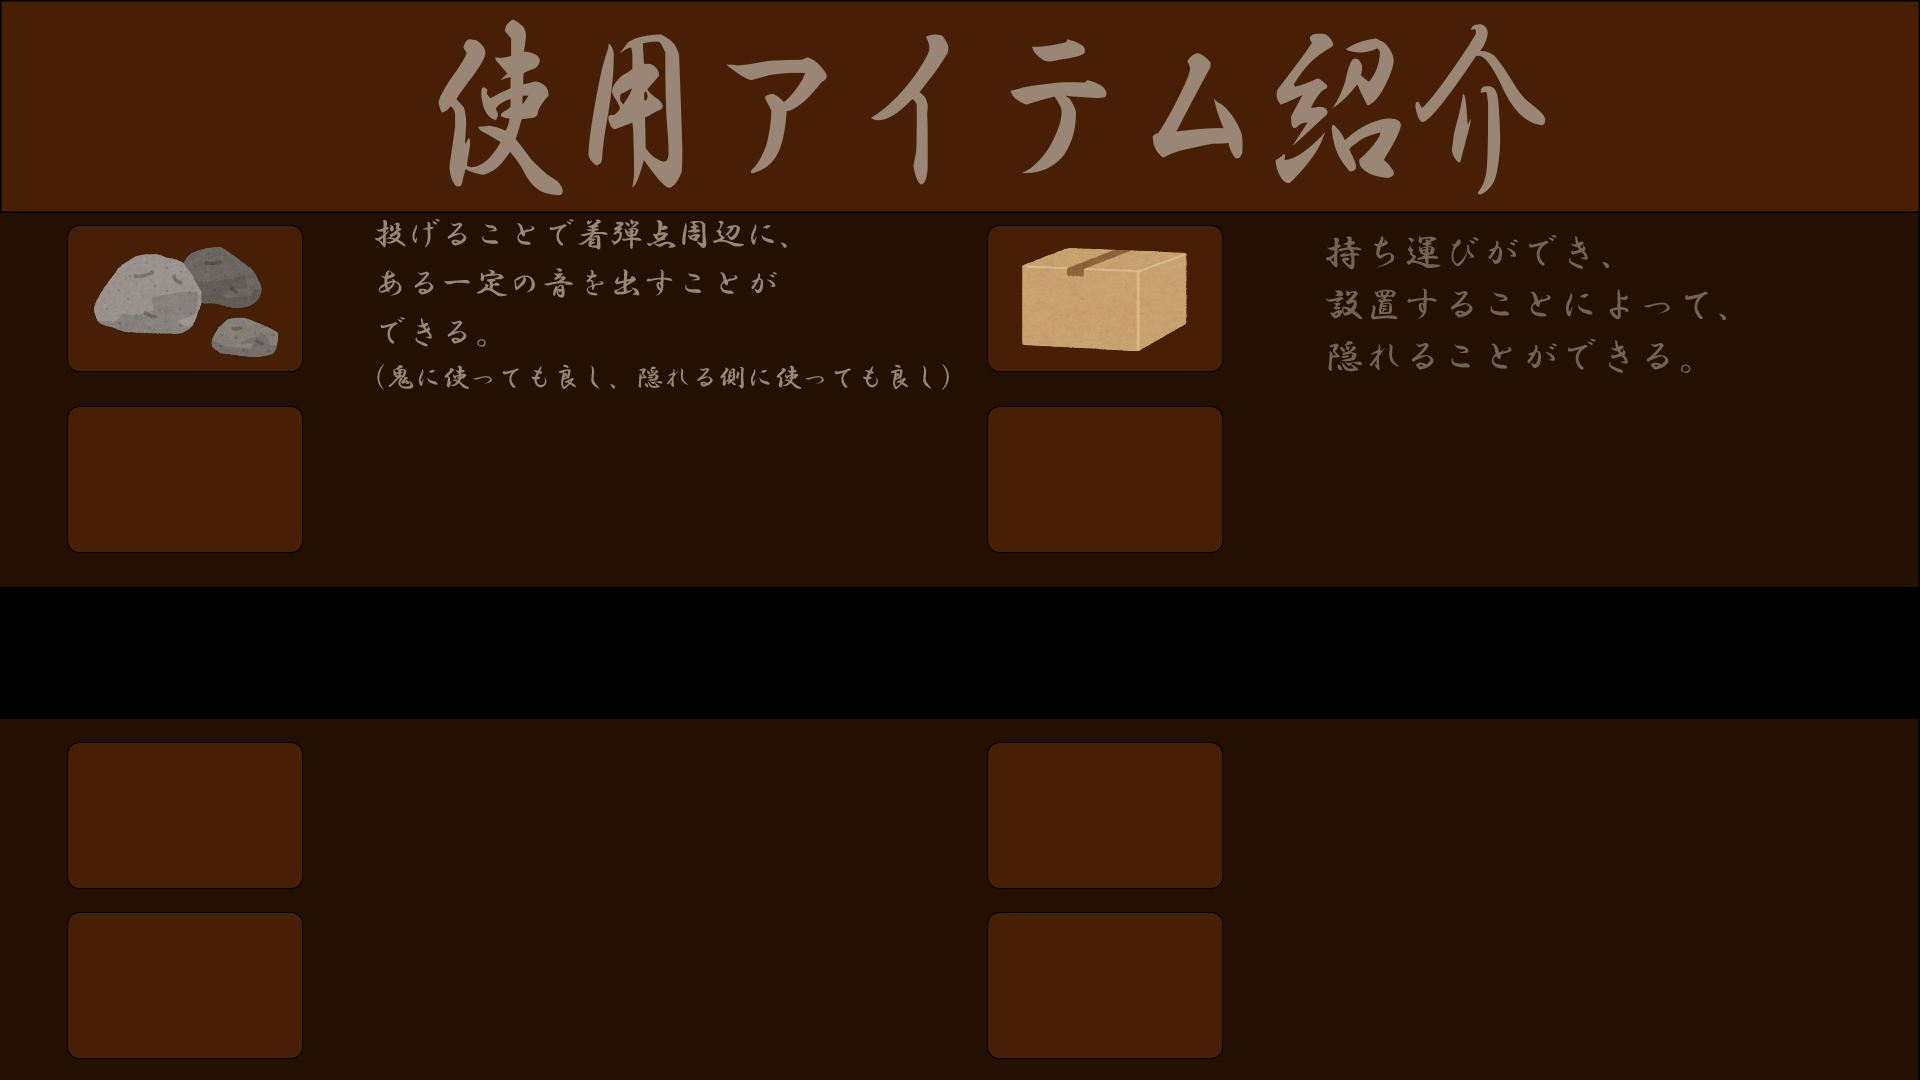 使用アイテム紹介
投げることで着弾点周辺に、
ある一定の音を出すことが
できる。
(鬼に使っても良し、隠れる側に使っても良し)
持ち運びができ、
設置することによって、
隠れることができる。